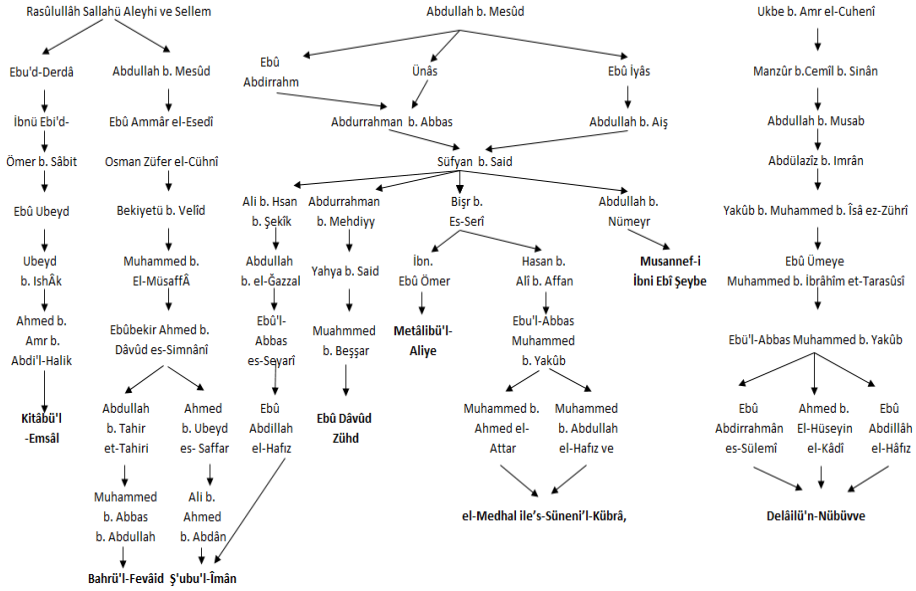 Rasûlullâh Sallahü Aleyhi ve Sellem
Ebu'd-Derdâ
İbnü Ebi'd-
Ömer b. Sâbit
Ebû Ubeyd
Ubeyd
b. IshÂk
Ahmed b.
Amr b.
Abdi'l-Halik
Kitâbü'l
-Emsâl
Abdullah b. Mesûd
Ebû Ammâr el-Esedî
Osman Züfer el-Cühnî
Bekiyetü b. Velîd
Muhammed b.
El-MüsaffÂ
Ebûbekir Ahmed b.
Dâvûd es-Simnânî
Abdullah
b. Tahir
et-Tahiri
Muhammed
b. Abbas
b. Abdullah
Bahrü'l-Fevâid
Ahmed
b. Ubeyd
es- Saffar
Ali b.
Ahmed
b. Abdân
Ş'ubu'l-Îmân
Abdullah b. Mesûd
Ebû
Abdirrahm
Ünâs
Ebû İyâs
Abdurrahman b. Abbas
Abdullah b. Aiş
Süfyan b. Said
Ali b. Hsan
b. Şekîk
Abdullah
b. el-Ğazzal
Ebû'l-
Abbas
es-Seyarî
Ebû
Abdillah
el-Hafız
Abdurrahman
b. Mehdiyy
Yahya b. Said
Muahmmed
b. Beşşar
Ebû Dâvûd
Zühd
Bişr b.
Es-Serî
İbn.
Ebû Ömer
Metâlibü'l-
Aliye
Hasan b.
Alî b. Affan
Ebu'l-Abbas
Muhammed
b. Yakûb
Muhammed b.
Ahmed el-
Attar
Muhammed
b. Abdullah
el-Hafız ve
el-Medhal ile's-Süneni'l-Kübrâ,
Abdullah b.
Nümeyr
Musannef-i
İbni Ebî Şeybe
Ukbe b. Amr el-Cuhenî
Manzûr b.Cemîl b. Sinân
Abdullah b. Musab
Abdülazîz b. Imrân
Yakûb b. Muhammed b. Îsâ ez-Zührî
Ebû Ümeye
Muhammed b. İbrâhîm et-Tarasûsî
Ebü'l-Abbas Muhammed b. Yakûb
Ebû
Abdirrahmân
es-Sülemî
Ahmed b.
El-Hüseyin
el-Kâdî
Ebû
Abdillâh
el-Hâfız
Delâilü'n-Nübüvve